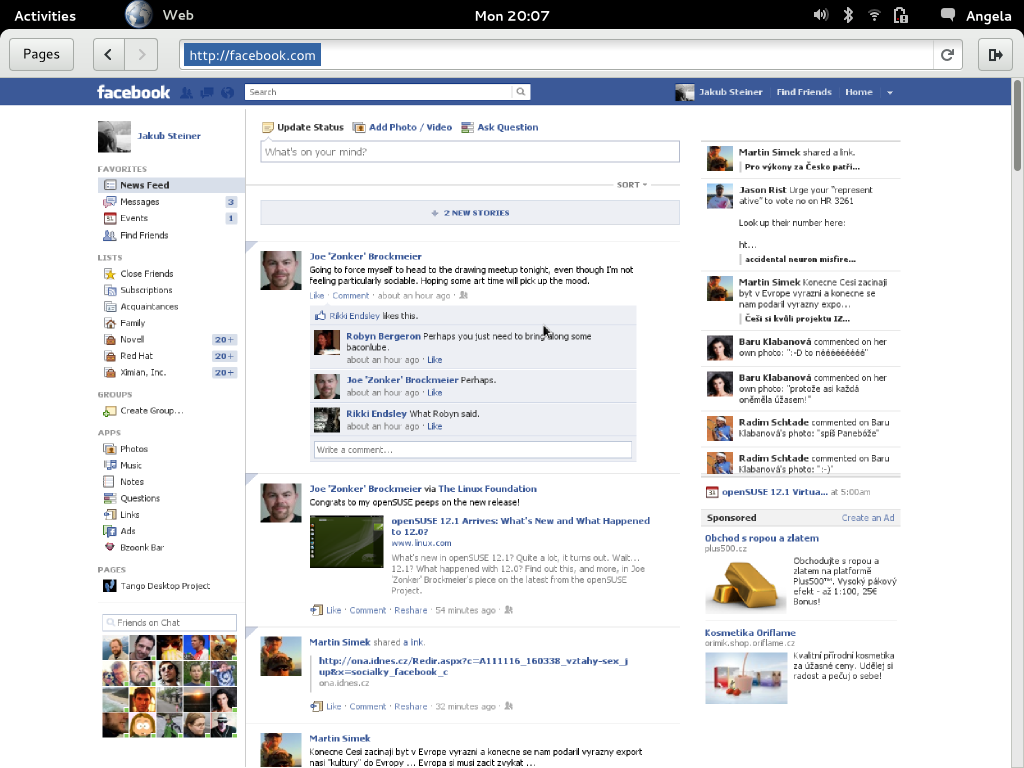 Activities
Web
Mon 20:07
Angela
Pages
http://facebook.com
facebook
Search
Jakub Steiner
Find Friends
Home
Jakub Steiner
FAVORITES
News Feed
Messages 3
Events 1
Find Friends
LISTS
Close Friends
Subscriptions
Acquaintances
Family
Novell 20+
Red Hat 20+
Ximian, Inc. 20+
GROUPS
Create Group...
APPS
Photos
Music
Notes
Questions
Links
Ads
Bzoonk Bar
PAGES
Tango Desktop Project
Friends on Chat
Update Status
Add Photo / Video
Ask Question
What's on your mind?
SORT
2 NEW STORIES
Joe 'Zonker' Brockmeier
Going to force myself to head to the drawing meetup tonight, even though I'm not
feeling particularly sociable. Hoping some art time will pick up the mood.
Like · Comment · about an hour ago ·
Rikki Endsley likes this.
Robyn Bergeron Perhaps you just need to bring along some
baconlube.
about an hour ago · Like
Joe 'Zonker' Brockmeier Perhaps.
about an hour ago · Like
Rikki Endsley What Robyn said.
about an hour ago · Like
Write a comment...
Joe 'Zonker' Brockmeier via The Linux Foundation
Congrats to my openSUSE peeps on the new release!
openSUSE 12.1 Arrives: What's New and What Happened
to 12.0?
www.linux.com
What's new in openSUSE 12.1? Quite a lot, it turns out. Wait...
12.1? What happened with 12.0? Find out this, and more, in Joe
'Zonker' Brockmeier's piece on the latest from the openSUSE
Project.
Like · Comment · Reshare · 54 minutes ago ·
Martin Simek shared a link.
http://ona.idnes.cz/Redir.aspx?c=A111116_160338_vztahy-sex_j
up&x=socialky_facebook_c
ona.idnes.cz
Like · Comment · Reshare · 32 minutes ago ·
Martin Simek
Konecne Cesi zacinaji byt v Evrope vyrazni a konecne se nam podaril vyrazny export
nasi "kultury" do Evropy ... Evropa si musi zacit zvykat ...
Martin Simek shared a link.
Pro výkony za Česko patří...
Jason Rist Urge your "represent
ative" to vote no on HR 3261
Look up their number here:
ht...
accidental neuron misfire...
Martin Simek Konecne Cesi zacinaji
byt v Evrope vyrazni a konecne se
nam podaril vyrazny expo...
Češi si kvůli projektu IZ...
Baru Klabanová commented on her
own photo: ":-D to néééééééé"
Baru Klabanová commented on her
own photo: "protože asi každá
oněměla úžasem!"
Radim Schtade commented on Baru
Klabanová's photo: "spíš Panebóže"
Radim Schtade commented on Baru
Klabanová's photo: ":-)"
openSUSE 12.1 Virtua... at 5:00am
Sponsored
Create an Ad
Obchod s ropou a zlatem
plus500.cz
Obchodujte s ropou a
zlatem na platformě
Plus500™. Vysoký pákový
efekt - až 1:100, 25€
Bonus!
Kosmetika Oriflame
orimik.shop.oriflame.cz
Kvalitní přírodní kosmetika
za úžasné ceny. Udělej si
radost a pečuj o sebe!